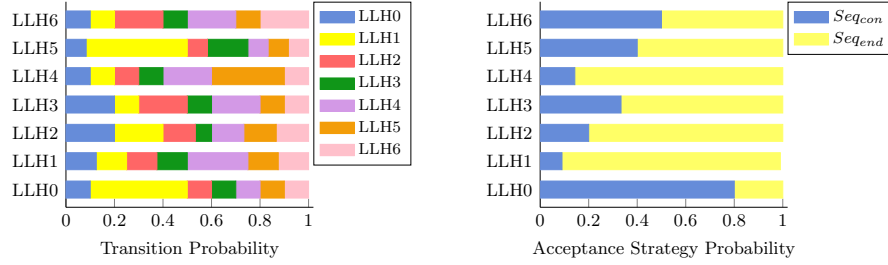 LLH6
LLH5
LLH4
LLH3
LLH2
LLH1
LLH0
0 0.2 0.4 0.6 0.8 1
Transition Probability
LLH0
LLH1
LLH2
LLH3
LLH4
LLH5
LLH6
LLH6
LLH5
LLH4
LLH3
LLH2
LLH1
LLH0
0 0.2 0.4 0.6 0.8 1
Acceptance Strategy Probability
Seq_con
Seq_end